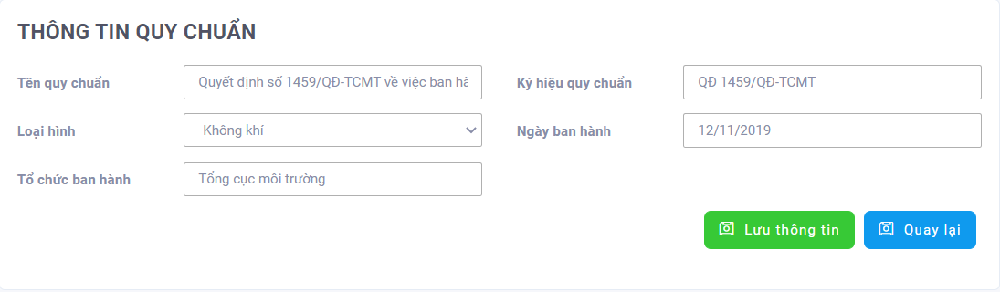 THÔNG TIN QUY CHUẨN
Tên quy chuẩn Quyết định số 1459/QĐ-TCMT về việc ban Ký hiệu quy chuẩn QĐ 1459/QĐ-TCMT
Loại hình Không khí Ngày ban hành 12/11/2019
Tổ chức ban hành Tổng cục môi trường
Lưu thông tin Quay lại